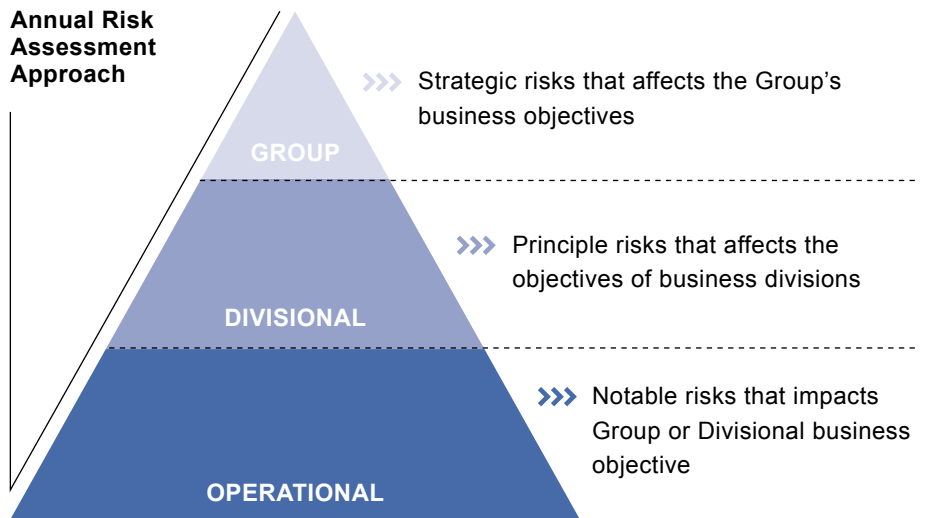 Annual Risk
Assessment
Approach
Strategic risks that affects the Group’s
business objectives
GROUP
Principle risks that affects the
objectives of business divisions
DIVISIONAL
Notable risks that impacts
Group or Divisional business
objective
OPERATIONAL